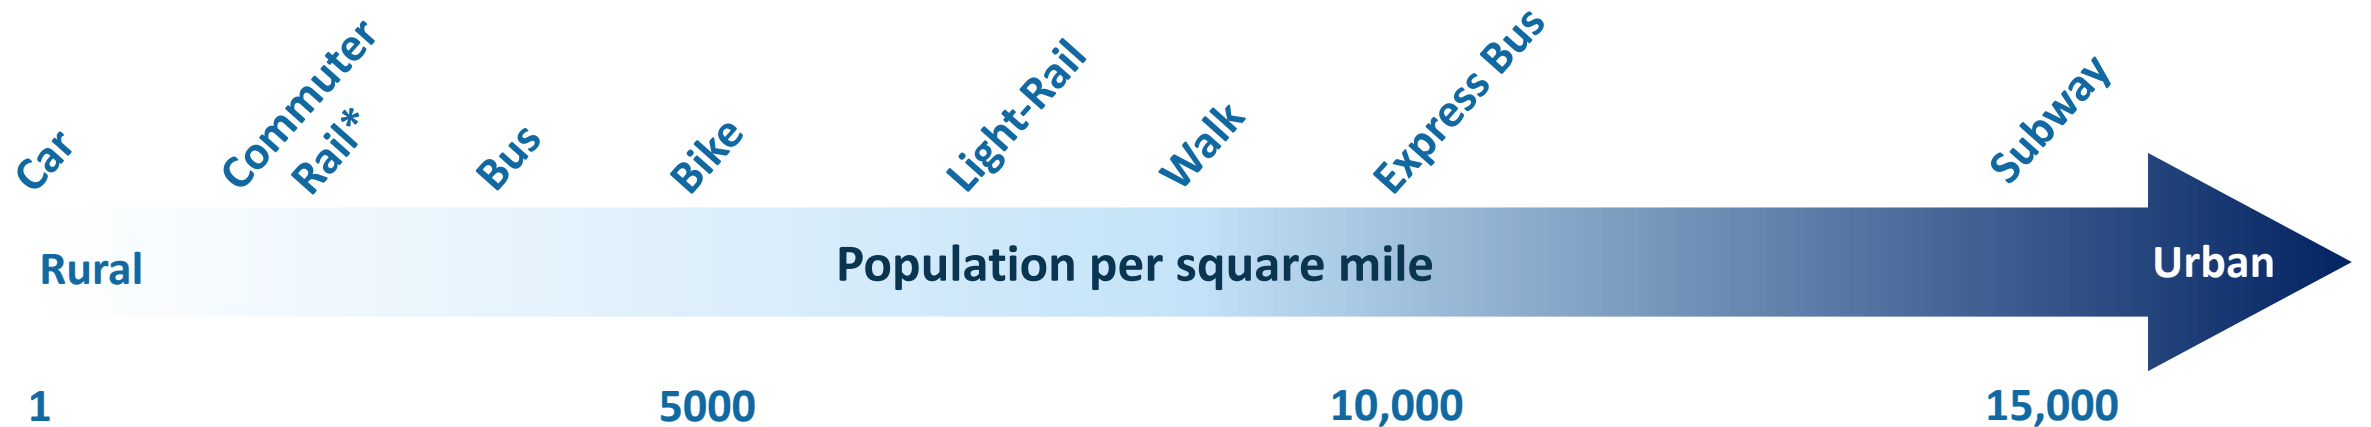 Car
Commuter
Rail*
Bus
Bike
Light-Rail
Walk
Express Bus
Subway
Rural
Population per square mile
Urban
1
5000
10,000
15,000